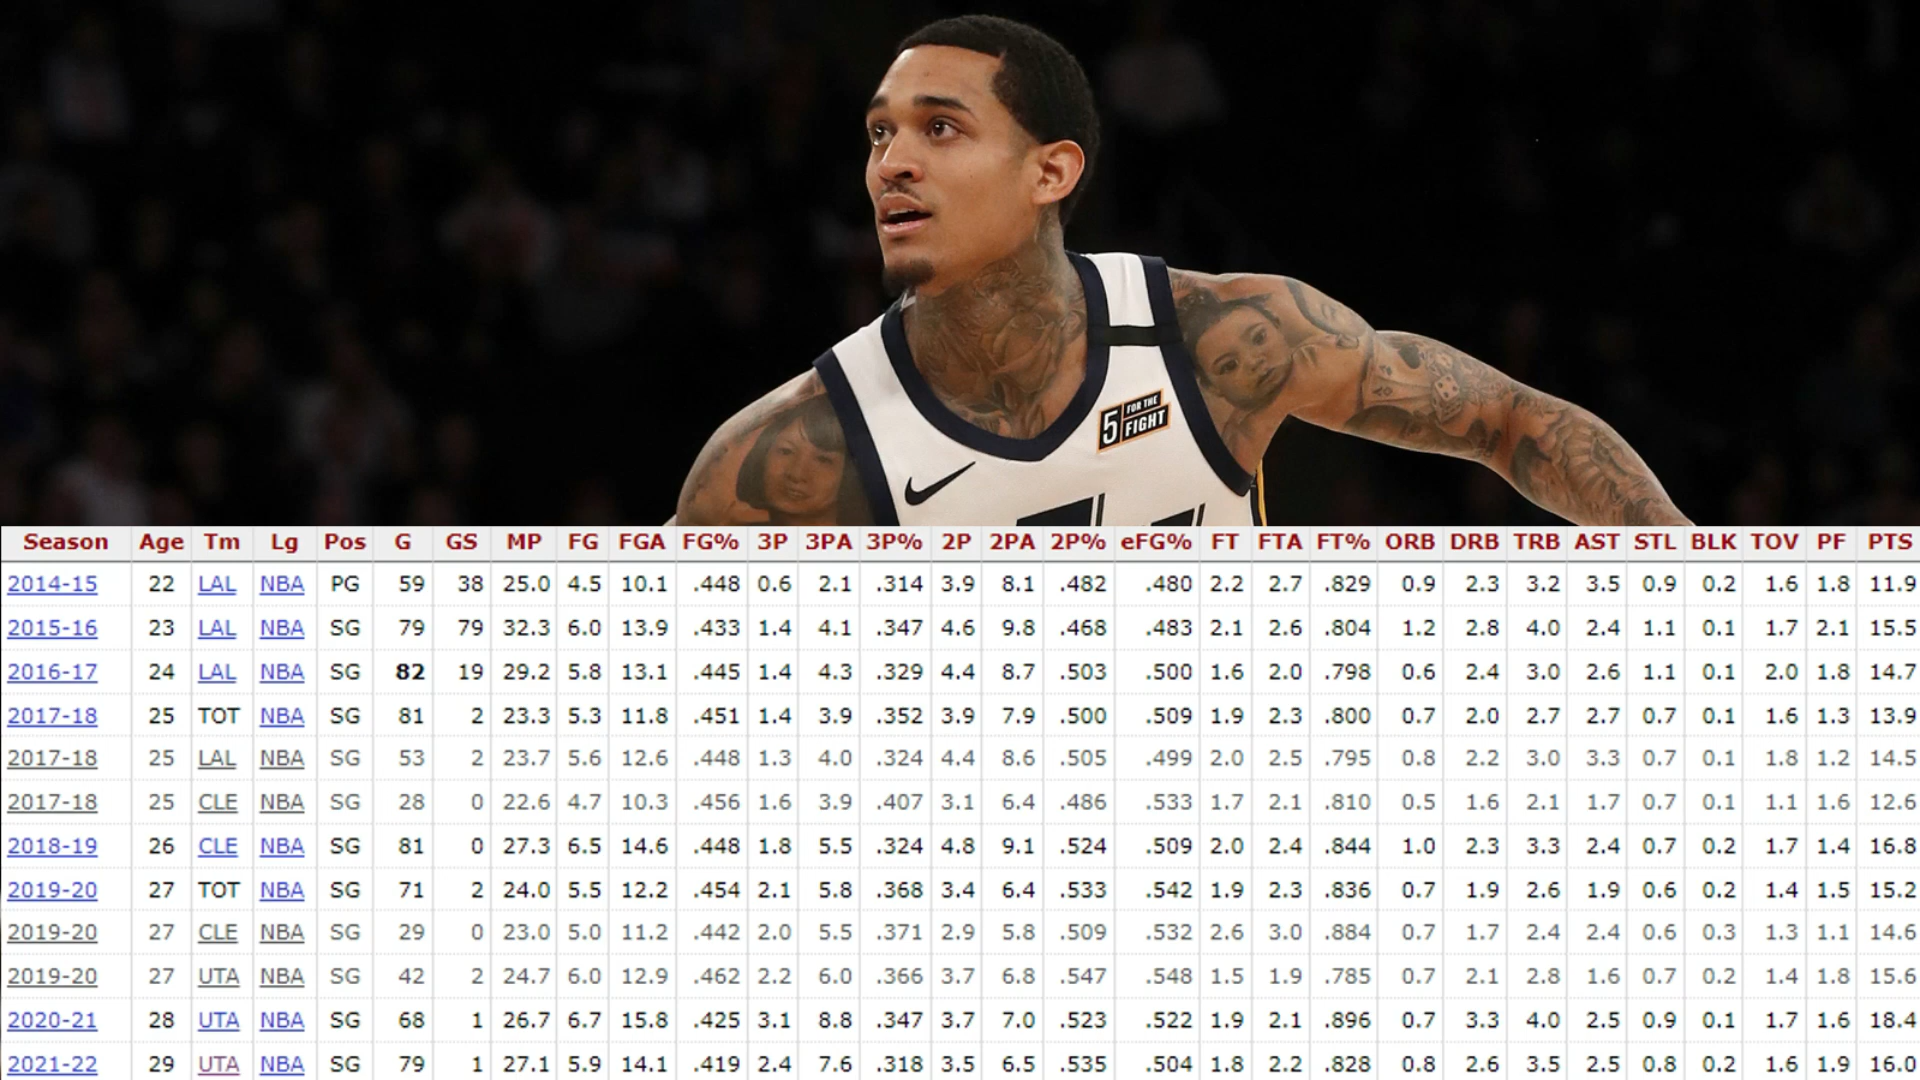 5 FOR THE
FIGHT
Season Age Tm Lg Pos G GS MP FG FGA FG% 3P 3PA 3P% 2P 2PA 2P% eFG% FT FTA FT% ORB DRB TRB AST STL BLK TOV PF PTS
2014-15 22 LAL NBA PG 59 38 25.0 4.5 10.1 .448 0.6 2.1 .314 3.9 8.1 .482 .480 2.2 2.7 .829 0.9 2.3 3.2 3.5 0.9 0.2 1.6 1.8 11.9
2015-16 23 LAL NBA SG 79 79 32.3 6.0 13.9 .433 1.4 4.1 .347 4.6 9.8 .468 .483 2.1 2.6 .804 1.2 2.8 4.0 2.4 1.1 0.1 1.7 2.1 15.5
2016-17 24 LAL NBA SG 82 19 29.2 5.8 13.1 .445 1.4 4.3 .329 4.4 8.7 .503 .500 1.6 2.0 .798 0.6 2.4 3.0 2.6 1.1 0.1 2.0 1.8 14.7
2017-18 25 TOT NBA SG 81 2 23.3 5.3 11.8 .451 1.4 3.9 .352 3.9 7.9 .500 .509 1.9 2.3 .800 0.7 2.0 2.7 2.7 0.7 0.1 1.6 1.3 13.9
2017-18 25 LAL NBA SG 53 2 23.7 5.6 12.6 .448 1.3 4.0 .324 4.4 8.6 .505 .499 2.0 2.5 .795 0.8 2.2 3.0 3.3 0.7 0.1 1.8 1.2 14.5
2017-18 25 CLE NBA SG 28 0 22.6 4.7 10.3 .456 1.6 3.9 .407 3.1 6.4 .486 .533 1.7 2.1 .810 0.5 1.6 2.1 1.7 0.7 0.1 1.1 1.6 12.6
2018-19 26 CLE NBA SG 81 0 27.3 6.5 14.6 .448 1.8 5.5 .324 4.8 9.1 .524 .509 2.0 2.4 .844 1.0 2.3 3.3 2.4 0.7 0.2 1.7 1.4 16.8
2019-20 27 TOT NBA SG 71 2 24.0 5.5 12.2 .454 2.1 5.8 .368 3.4 6.4 .533 .542 1.9 2.3 .836 0.7 1.9 2.6 1.9 0.6 0.2 1.4 1.5 15.2
2019-20 27 CLE NBA SG 29 0 23.0 5.0 11.2 .442 2.0 5.5 .371 2.9 5.8 .509 .532 2.6 3.0 .884 0.7 1.7 2.4 2.4 0.6 0.3 1.3 1.1 14.6
2019-20 27 UTA NBA SG 42 2 24.7 6.0 12.9 .462 2.2 6.0 .366 3.7 6.8 .547 .548 1.5 1.9 .785 0.7 2.1 2.8 1.6 0.7 0.2 1.4 1.8 15.6
2020-21 28 UTA NBA SG 68 1 26.7 6.7 15.8 .425 3.1 8.8 .347 3.7 7.0 .523 .522 1.9 2.1 .896 0.7 3.3 4.0 2.5 0.9 0.1 1.7 1.6 18.4
2021-22 29 UTA NBA SG 79 1 27.1 5.9 14.1 .419 2.4 7.6 .318 3.5 6.5 .535 .504 1.8 2.2 .828 0.8 2.6 3.5 2.5 0.8 0.2 1.6 1.9 16.0